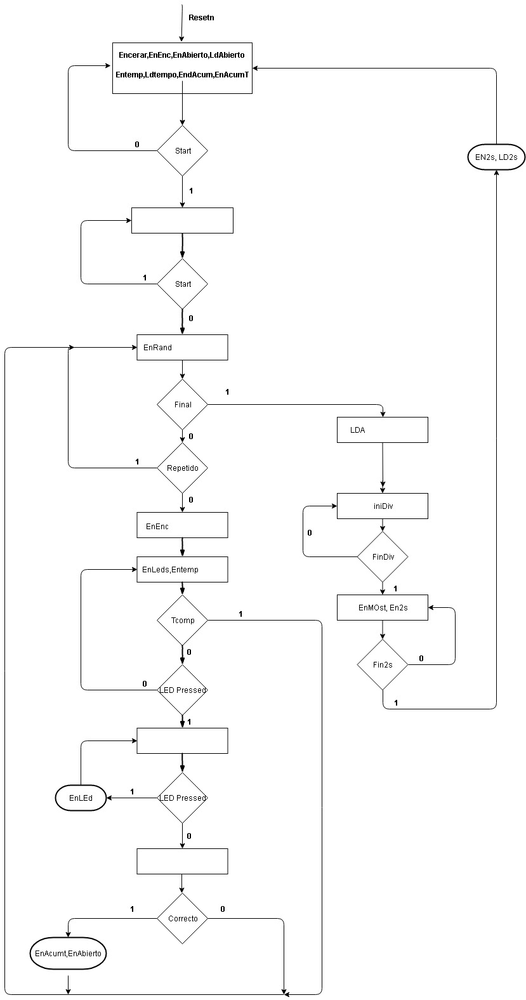 Resetn
Encerar,EnEnc,EnAbierto,LdAbierto
Entemp,Ldtempo,EndAcum,EnAcumT
0
Start
EN2s, LD2s
1
1
Start
0
EnRand
1
Final
0
LDA
1
Repetido
0
iniDiv
EnEnc
0
FinDiv
EnLeds,Entemp
1
EnMOst, En2s
1
Tcomp
0
0
Fin2s
0
LED Pressed
1
1
1
EnLEd
LED Pressed
0
1
Correcto
0
EnAcumt,EnAbierto